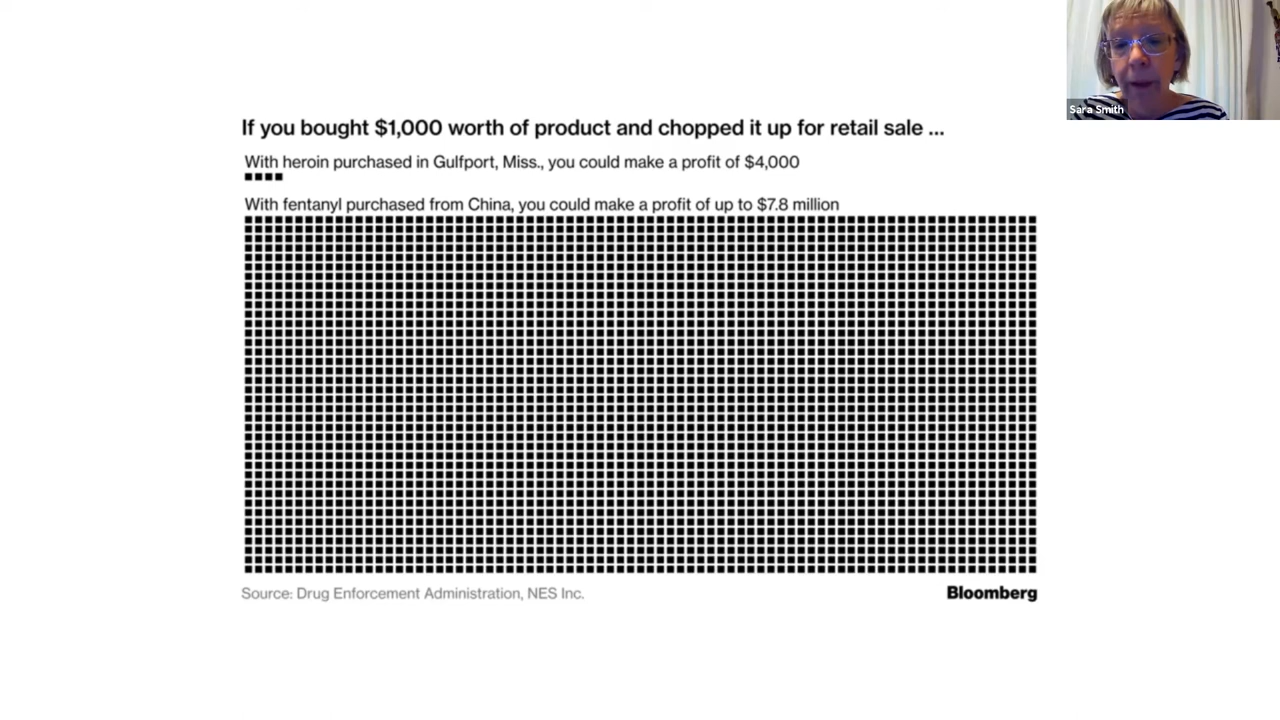 Sara Smith
If you bought $1,000 worth of product and chopped it up for retail sale ...
With heroin purchased in Gulfport, Miss., you could make a profit of $4,000
With fentanyl purchased from China, you could make a profit of up to $7.8 million
Source: Drug Enforcement Administration, NES Inc.
Bloomberg